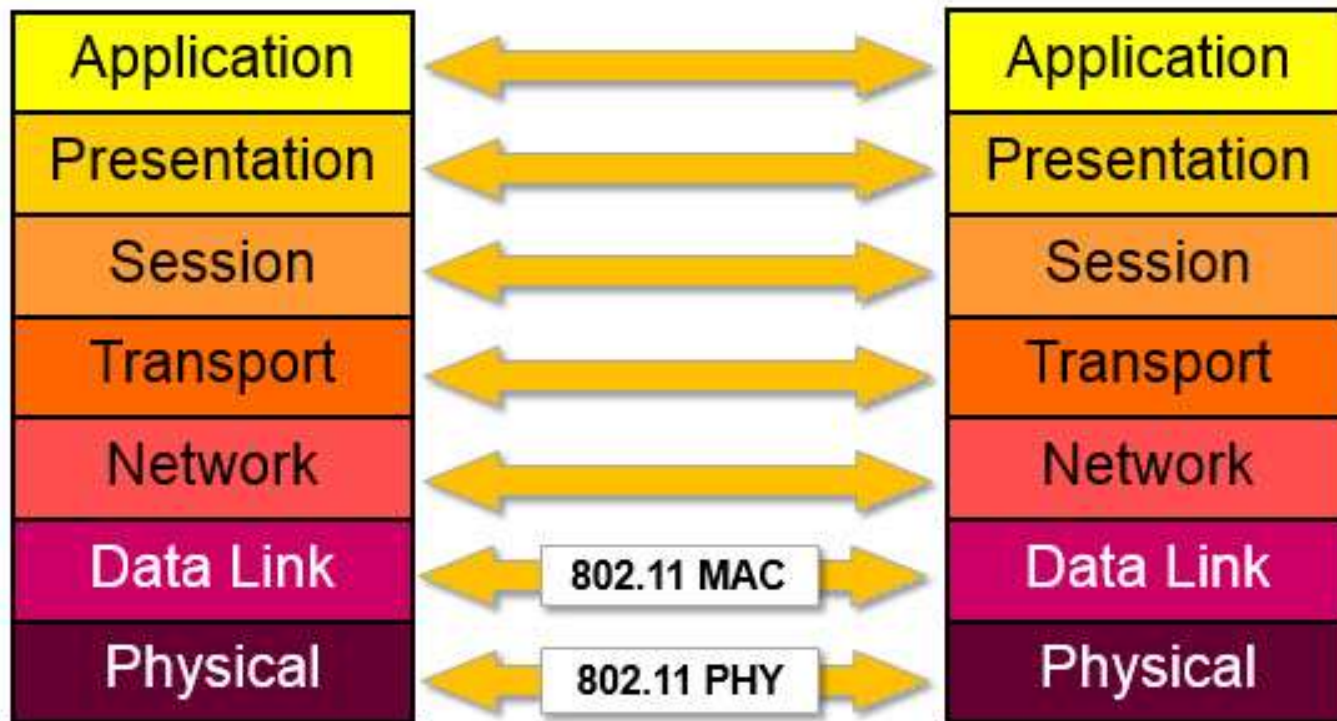 Application Application
Presentation Presentation
Session Session
Transport Transport
Network Network
Data Link 802.11 MAC Data Link
Physical 802.11 PHY Physical